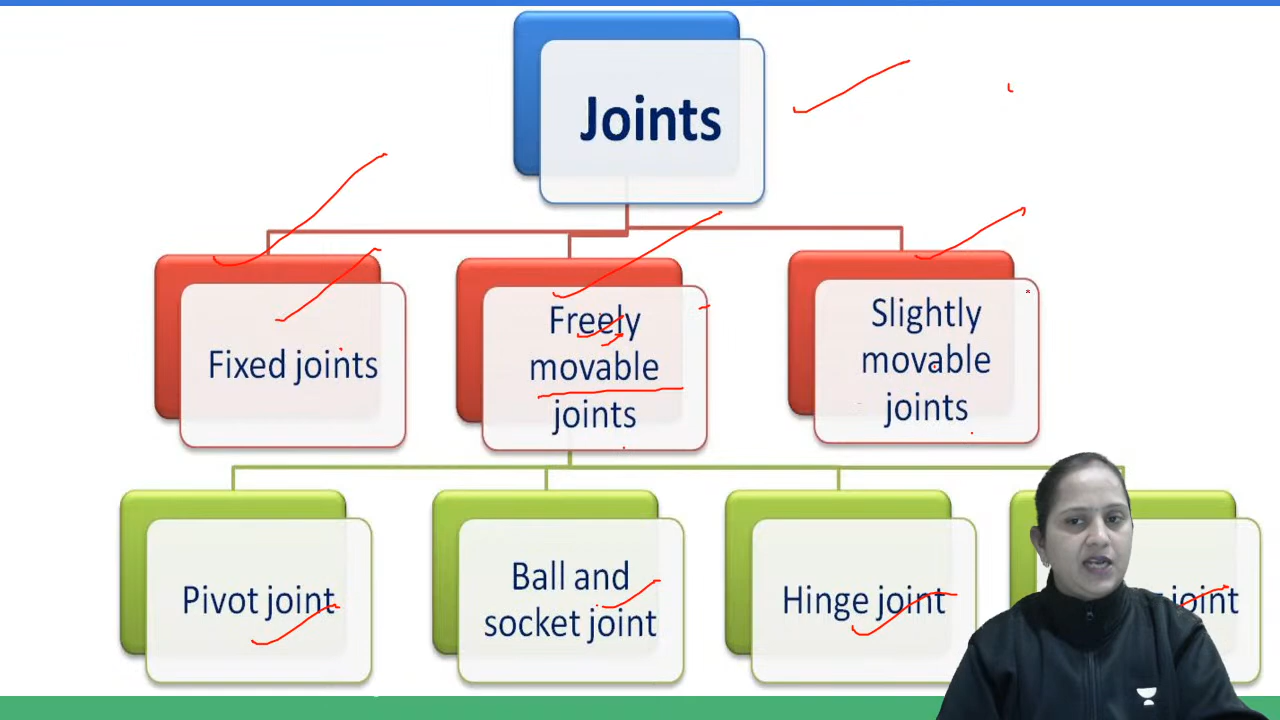 Joints
Fixed joints
Freely
movable
joints
Slightly
movable
joints
Pivot joint
Ball and
socket joint
Hinge joint
joint